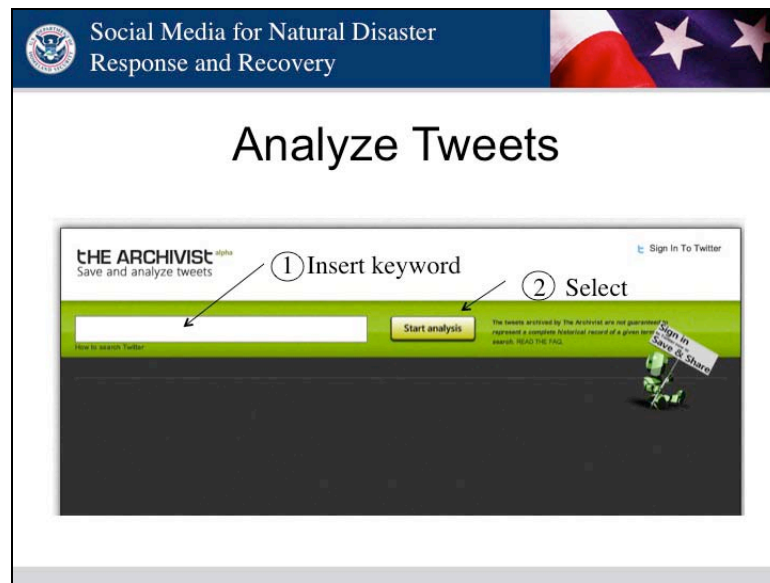 Social Media for Natural Disaster
Response and Recovery
Analyze Tweets
tHE ARCHIVISt alpha
Save and analyze tweets
Sign In To Twitter
1 Insert keyword
2 Select
Start analysis
The tweets archived by The Archivist are not guaranteed to
represent a complete historical record of a given term
search. READ THE FAQ.
How to search Twitter
Sign in
Save & Share